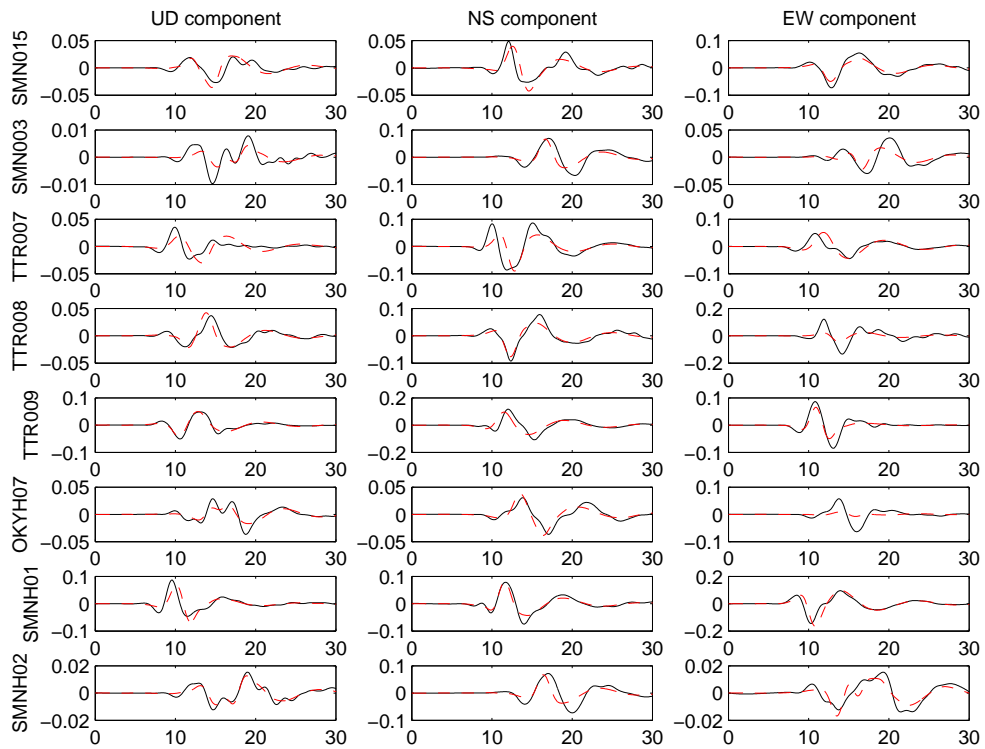 UD component NS component EW component
SMN015
0.05 0.05 0.1
0 0 0
−0.05 −0.05 −0.1
0 10 20 30 0 10 20 30 0 10 20 30
SMN003
0.01 0.1 0.05
0 0 0
−0.01 −0.1 −0.05
0 10 20 30 0 10 20 30 0 10 20 30
TTR007
0.05 0.1 0.1
0 0 0
−0.05 −0.1 −0.1
0 10 20 30 0 10 20 30 0 10 20 30
TTR008
0.05 0.1 0.2
0 0 0
−0.05 −0.1 −0.2
0 10 20 30 0 10 20 30 0 10 20 30
TTR009
0.1 0.2 0.1
0 0 0
−0.1 −0.2 −0.1
0 10 20 30 0 10 20 30 0 10 20 30
OKYH07
0.05 0.05 0.1
0 0 0
−0.05 −0.05 −0.1
0 10 20 30 0 10 20 30 0 10 20 30
SMNH01
0.1 0.1 0.2
0 0 0
−0.1 −0.1 −0.2
0 10 20 30 0 10 20 30 0 10 20 30
SMNH02
0.02 0.1 0.02
0 0 0
−0.02 −0.1 −0.02
0 10 20 30 0 10 20 30 0 10 20 30